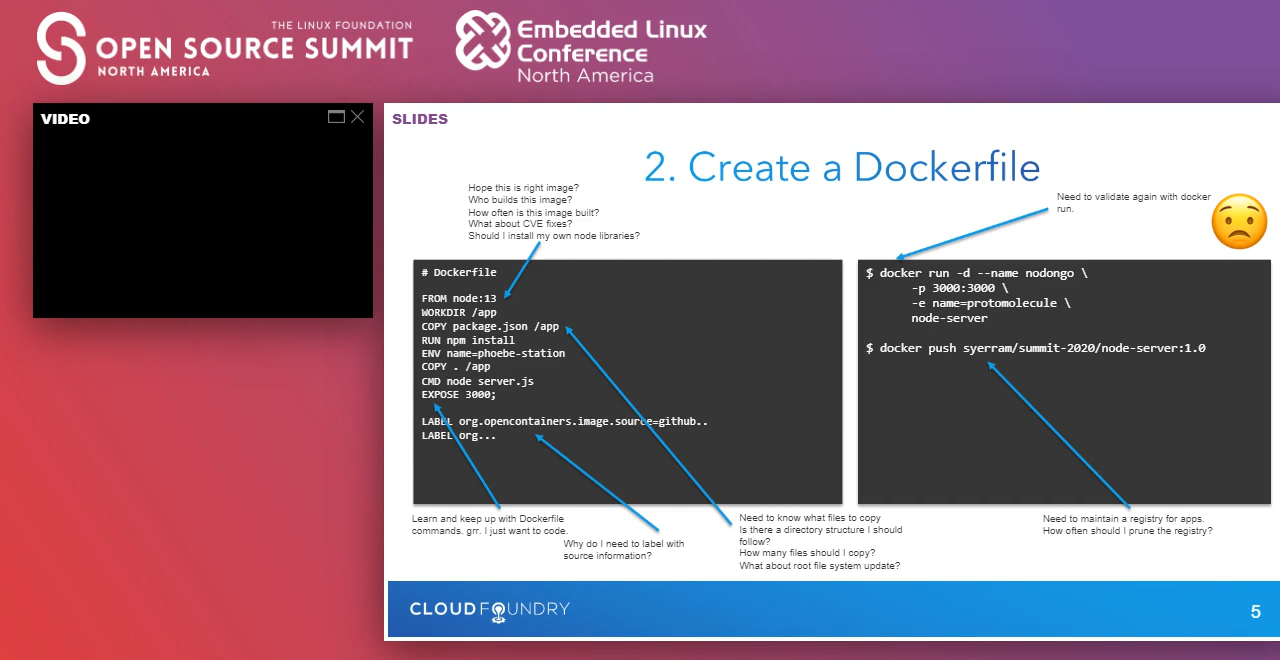 THE LINUX FOUNDATION
OPEN SOURCE SUMMIT
NORTH AMERICA
Embedded Linux
Conference
North America
VIDEO
SLIDES
2. Create a Dockerfile
Hope this is right image?
Who builds this image?
How often is this image built?
What about CVE fixes?
Should I install my own node libraries?
Need to validate again with docker
run.
# Dockerfile
FROM node:13
WORKDIR /app
COPY package.json /app
RUN npm install
ENV name=phoebe-station
COPY . /app
CMD node server.js
EXPOSE 3000;
LABEL org.opencontainers.image.source=github..
LABEL org...
$ docker run -d --name nodongo \
-p 3000:3000 \
-e name=protomolecule \
node-server
$ docker push syerram/summit-2020/node-server:1.0
Learn and keep up with Dockerfile
commands. grr. I just want to code.
Why do I need to label with
source information?
Need to know what files to copy
Is there a directory structure I should
follow?
How many files should I copy?
What about root file system update?
Need to maintain a registry for apps.
How often should I prune the registry?
CLOUD FOUNDRY
5